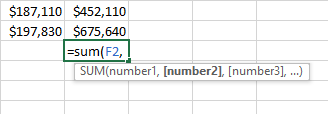 $187,110 $452,110
$197,830 $675,640
=sum(F2,
SUM(number1, [number2], [number3], ...)